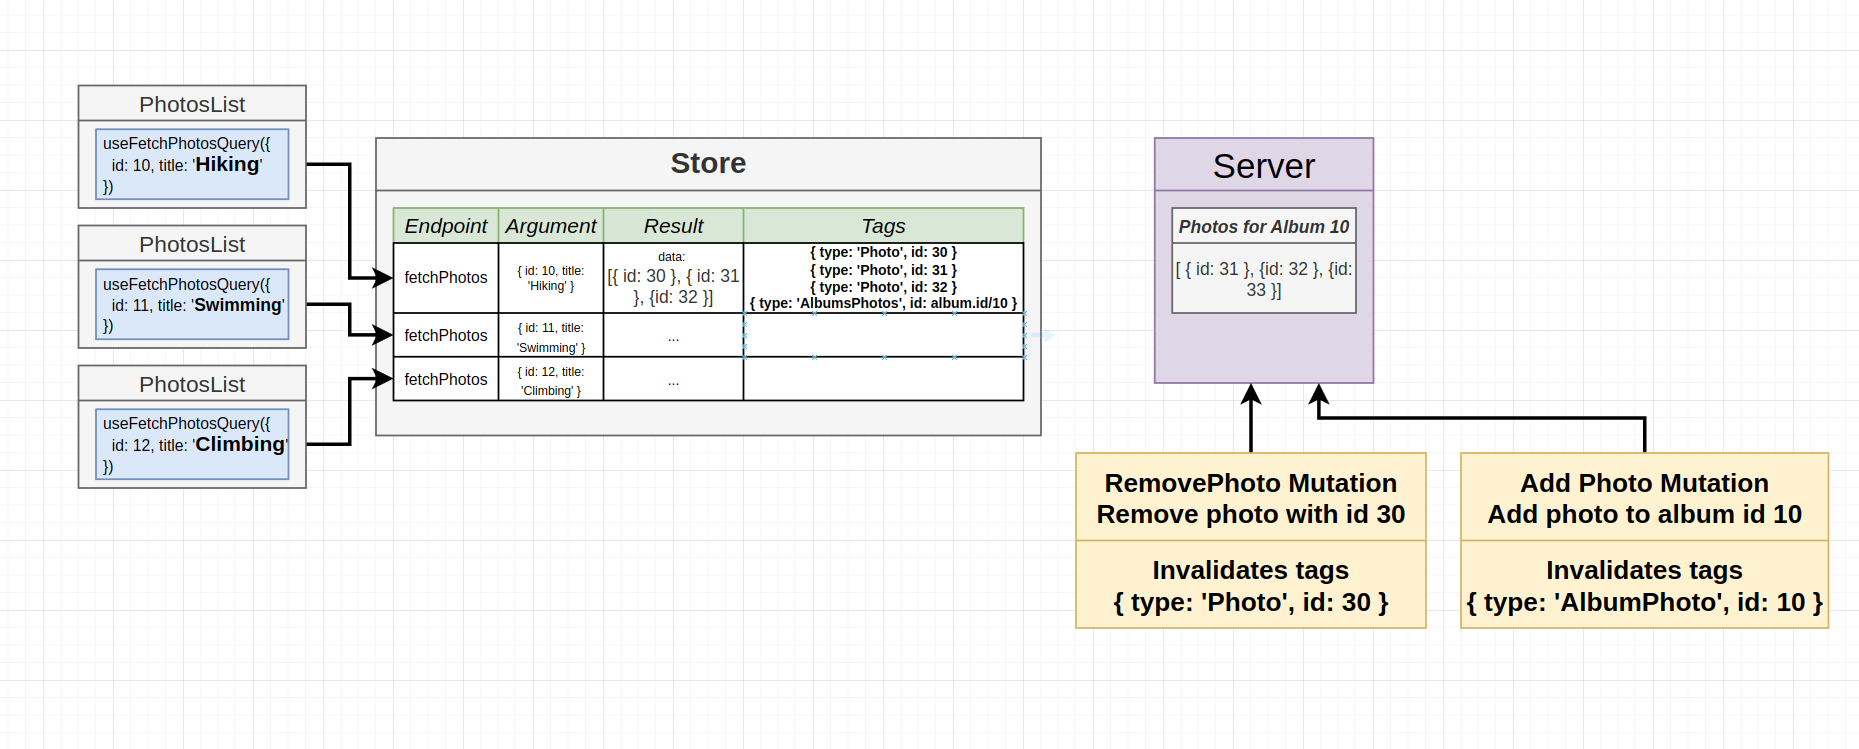 PhotosList
useFetchPhotosQuery({
id: 10, title: 'Hiking'
})
PhotosList
useFetchPhotosQuery({
id: 11, title: 'Swimming'
})
PhotosList
useFetchPhotosQuery({
id: 12, title: 'Climbing'
})
Store
Endpoint Argument Result Tags
fetchPhotos
{ id: 10, title:
'Hiking' }
data:
[{ id: 30 }, { id: 31
}, {id: 32 }]
{ type: 'Photo', id: 30 }
{ type: 'Photo', id: 31 }
{ type: 'Photo', id: 32 }
{ type: 'AlbumsPhotos', id: album.id/10 }
fetchPhotos
{ id: 11, title:
'Swimming' }
...
fetchPhotos
{ id: 12, title:
'Climbing' }
...
Server
Photos for Album 10
[ { id: 31 }, {id: 32 }, {id:
33 }]
RemovePhoto Mutation
Remove photo with id 30
Invalidates tags
{ type: 'Photo', id: 30 }
Add Photo Mutation
Add photo to album id 10
Invalidates tags
{ type: 'AlbumPhoto', id: 10 }